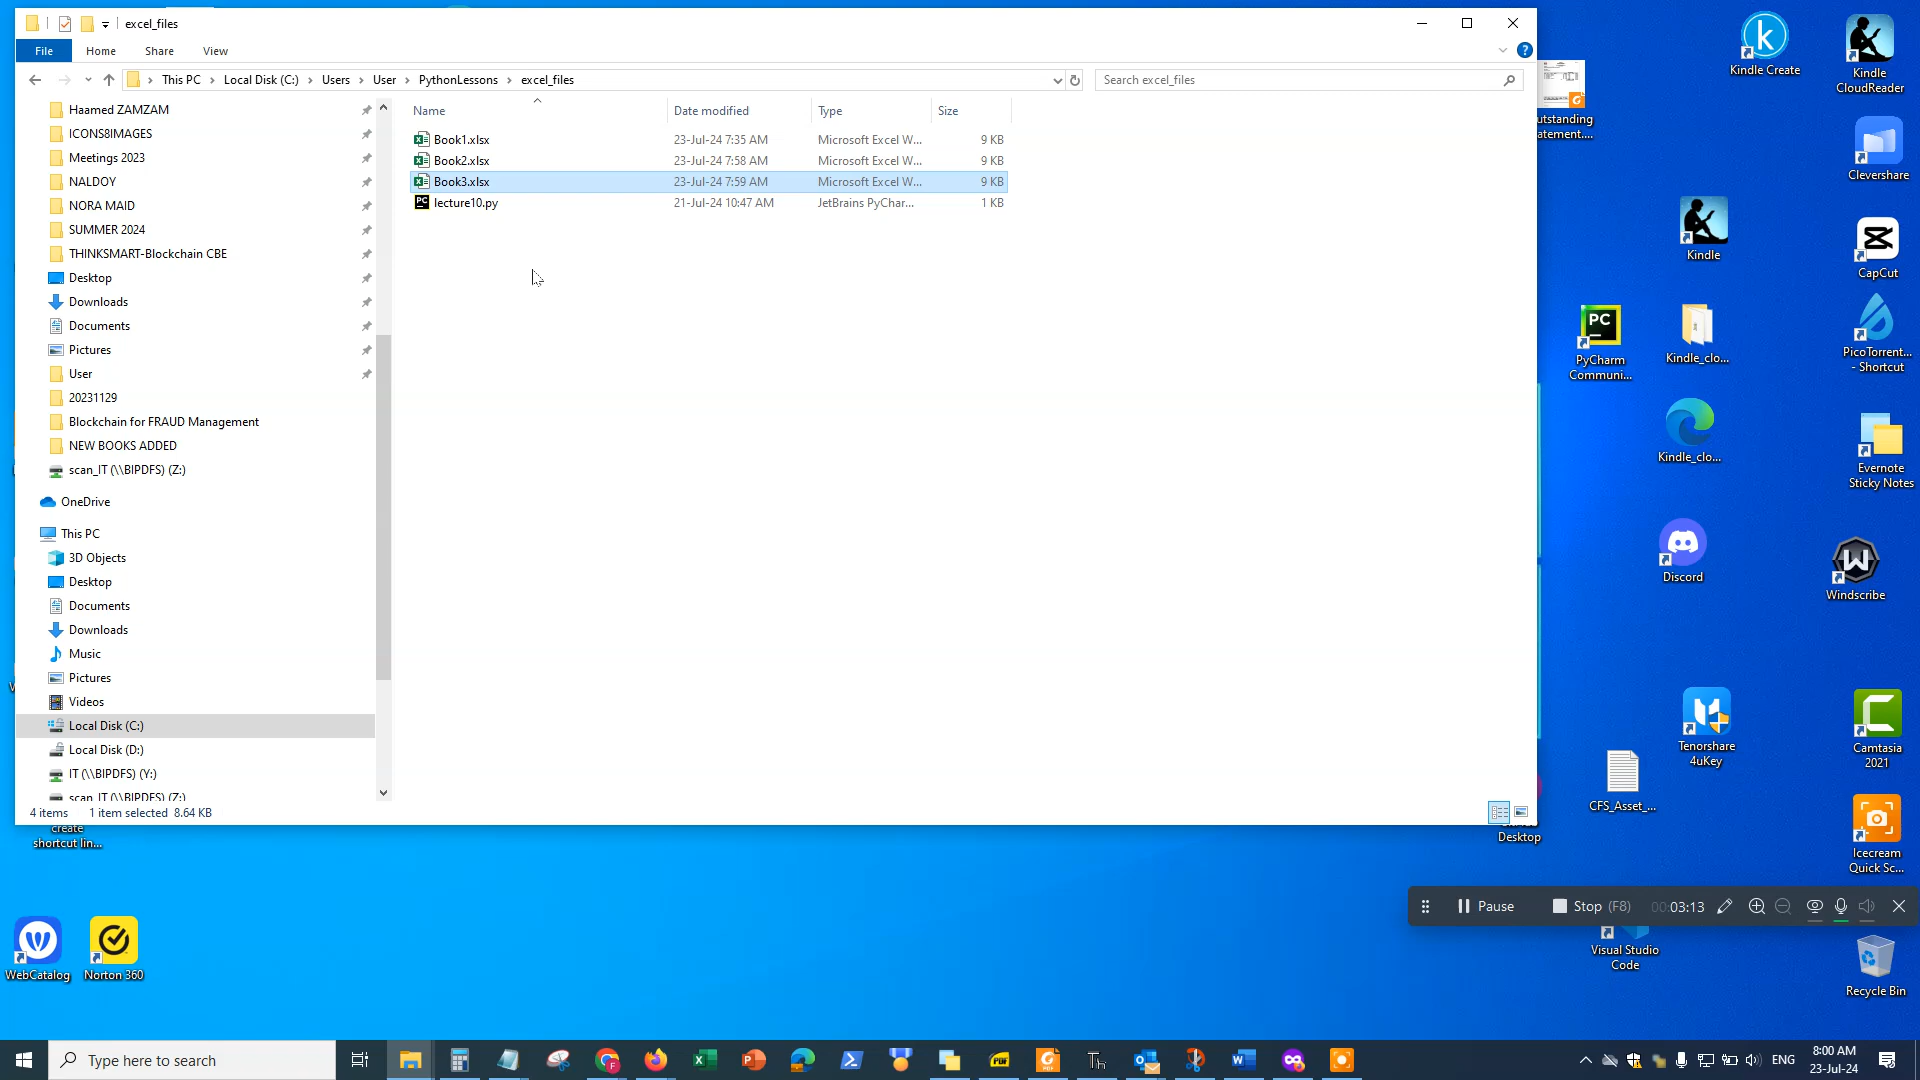 excel_files
File Home Share View
This PC Local Disk (C:) Users User PythonLessons excel_files
Search excel_files
Haamed ZAMZAM
ICONS8IMAGES
Meetings 2023
NALDOY
NORA MAID
SUMMER 2024
THINKSMART-Blockchain CBE
Desktop
Downloads
Documents
Pictures
User
20231129
Blockchain for FRAUD Management
NEW BOOKS ADDED
scan_IT (\\BIPDFS) (Z:)
OneDrive
This PC
3D Objects
Desktop
Documents
Downloads
Music
Pictures
Videos
Local Disk (C:)
Local Disk (D:)
IT (\\BIPDFS) (Y:)
scan_IT (\\BIPDFS) (Z:)
Name Date modified Type Size
Book1.xlsx 23-Jul-24 7:35 AM Microsoft Excel W... 9 KB
Book2.xlsx 23-Jul-24 7:58 AM Microsoft Excel W... 9 KB
Book3.xlsx 23-Jul-24 7:59 AM Microsoft Excel W... 9 KB
lecture10.py 21-Jul-24 10:47 AM JetBrains PyChar... 1 KB
4 items 1 item selected 8.64 KB
create
shortcut lin...
Kindle Create
Kindle
CloudReader
utstanding
atement....
Clevershare
Kindle
CapCut
PC
PyCharm
Communi...
Kindle_clo...
PicoTorrent...
- Shortcut
Kindle_clo...
Evernote
Sticky Notes
Discord
Windscribe
Tenorshare
4uKey
Camtasia
2021
CFS_Asset_...
Desktop
Icecream
Quick Sc...
Pause Stop (F8) 00:03:13
Visual Studio
Code
Recycle Bin
WebCatalog
Norton 360
Type here to search
ENG
8:00 AM
23-Jul-24